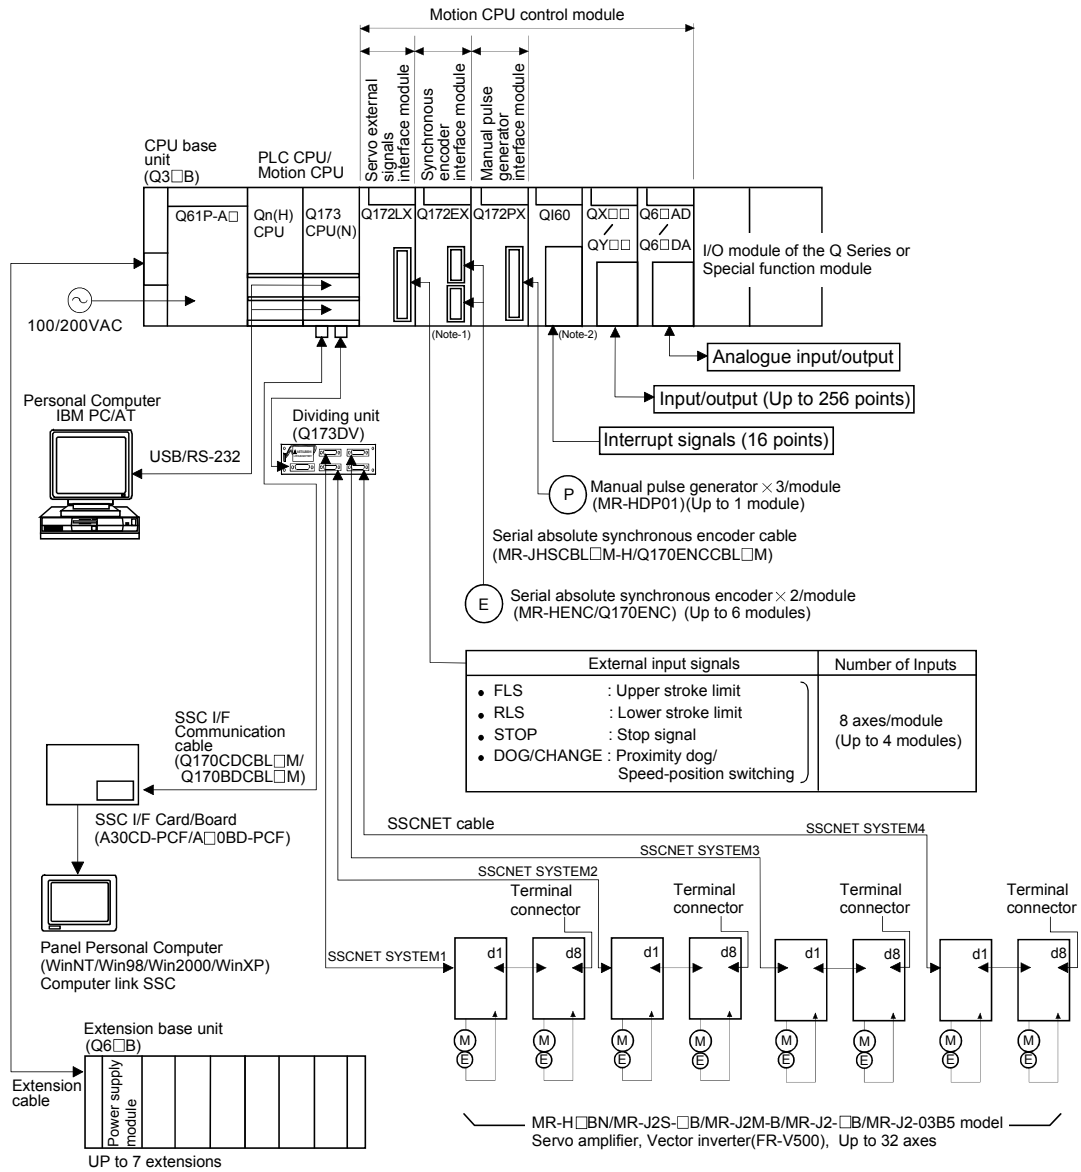 Motion CPU control module
Servo external
signals
interface module
Synchronous
encoder
interface module
Manual pulse
generator
interface module
CPU base
unit
(Q3□B)
PLC CPU/
Motion CPU
Q61P-A□
Qn(H)
CPU
Q173
CPU(N)
Q172LX
Q172EX
Q172PX
QI60
QX□□
/
QY□□
Q6□AD
/
Q6□DA
I/O module of the Q Series or
Special function module
100/200VAC
(Note-1)
(Note-2)
Analogue input/output
Input/output (Up to 256 points)
Interrupt signals (16 points)
Personal Computer
IBM PC/AT
USB/RS-232
Dividing unit
(Q173DV)
P
Manual pulse generator × 3/module
(MR-HDP01)(Up to 1 module)
Serial absolute synchronous encoder cable
(MR-JHSCBL□M-H/Q170ENCCBL□M)
E
Serial absolute synchronous encoder × 2/module
(MR-HENC/Q170ENC) (Up to 6 modules)
External input signals
Number of Inputs
• FLS : Upper stroke limit
• RLS : Lower stroke limit
• STOP : Stop signal
• DOG/CHANGE : Proximity dog/
Speed-position switching
8 axes/module
(Up to 4 modules)
SSC I/F
Communication
cable
(Q170CDCBL□M/
Q170BDCBL□M)
SSC I/F Card/Board
(A30CD-PCF/A□0BD-PCF)
Panel Personal Computer
(WinNT/Win98/Win2000/WinXP)
Computer link SSC
SSCNET cable
SSCNET SYSTEM4
SSCNET SYSTEM3
SSCNET SYSTEM2
SSCNET SYSTEM1
Terminal
connector
Terminal
connector
Terminal
connector
Terminal
connector
d1
d8
d1
d8
d1
d8
d1
d8
M
E
M
E
M
E
M
E
M
E
M
E
M
E
M
E
Extension base unit
(Q6□B)
Extension
cable
Power supply
module
UP to 7 extensions
MR-H□BN/MR-J2S-□B/MR-J2M-B/MR-J2-□B/MR-J2-03B5 model
Servo amplifier, Vector inverter(FR-V500), Up to 32 axes